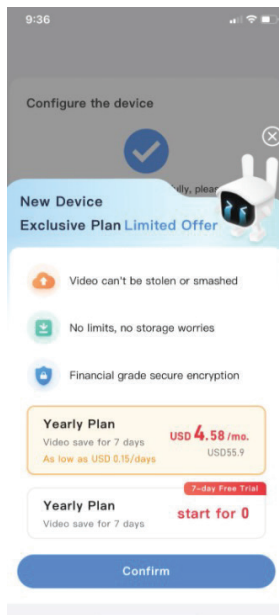 9:36
Configure the device
New Device
Exclusive Plan Limited Offer
Video can't be stolen or smashed
No limits, no storage worries
Financial grade secure encryption
Yearly Plan
Video save for 7 days
As low as USD 0.15/days
USD 4.58 /mo.
USD55.9
7-day Free Trial
Yearly Plan
Video save for 7 days
start for 0
Confirm